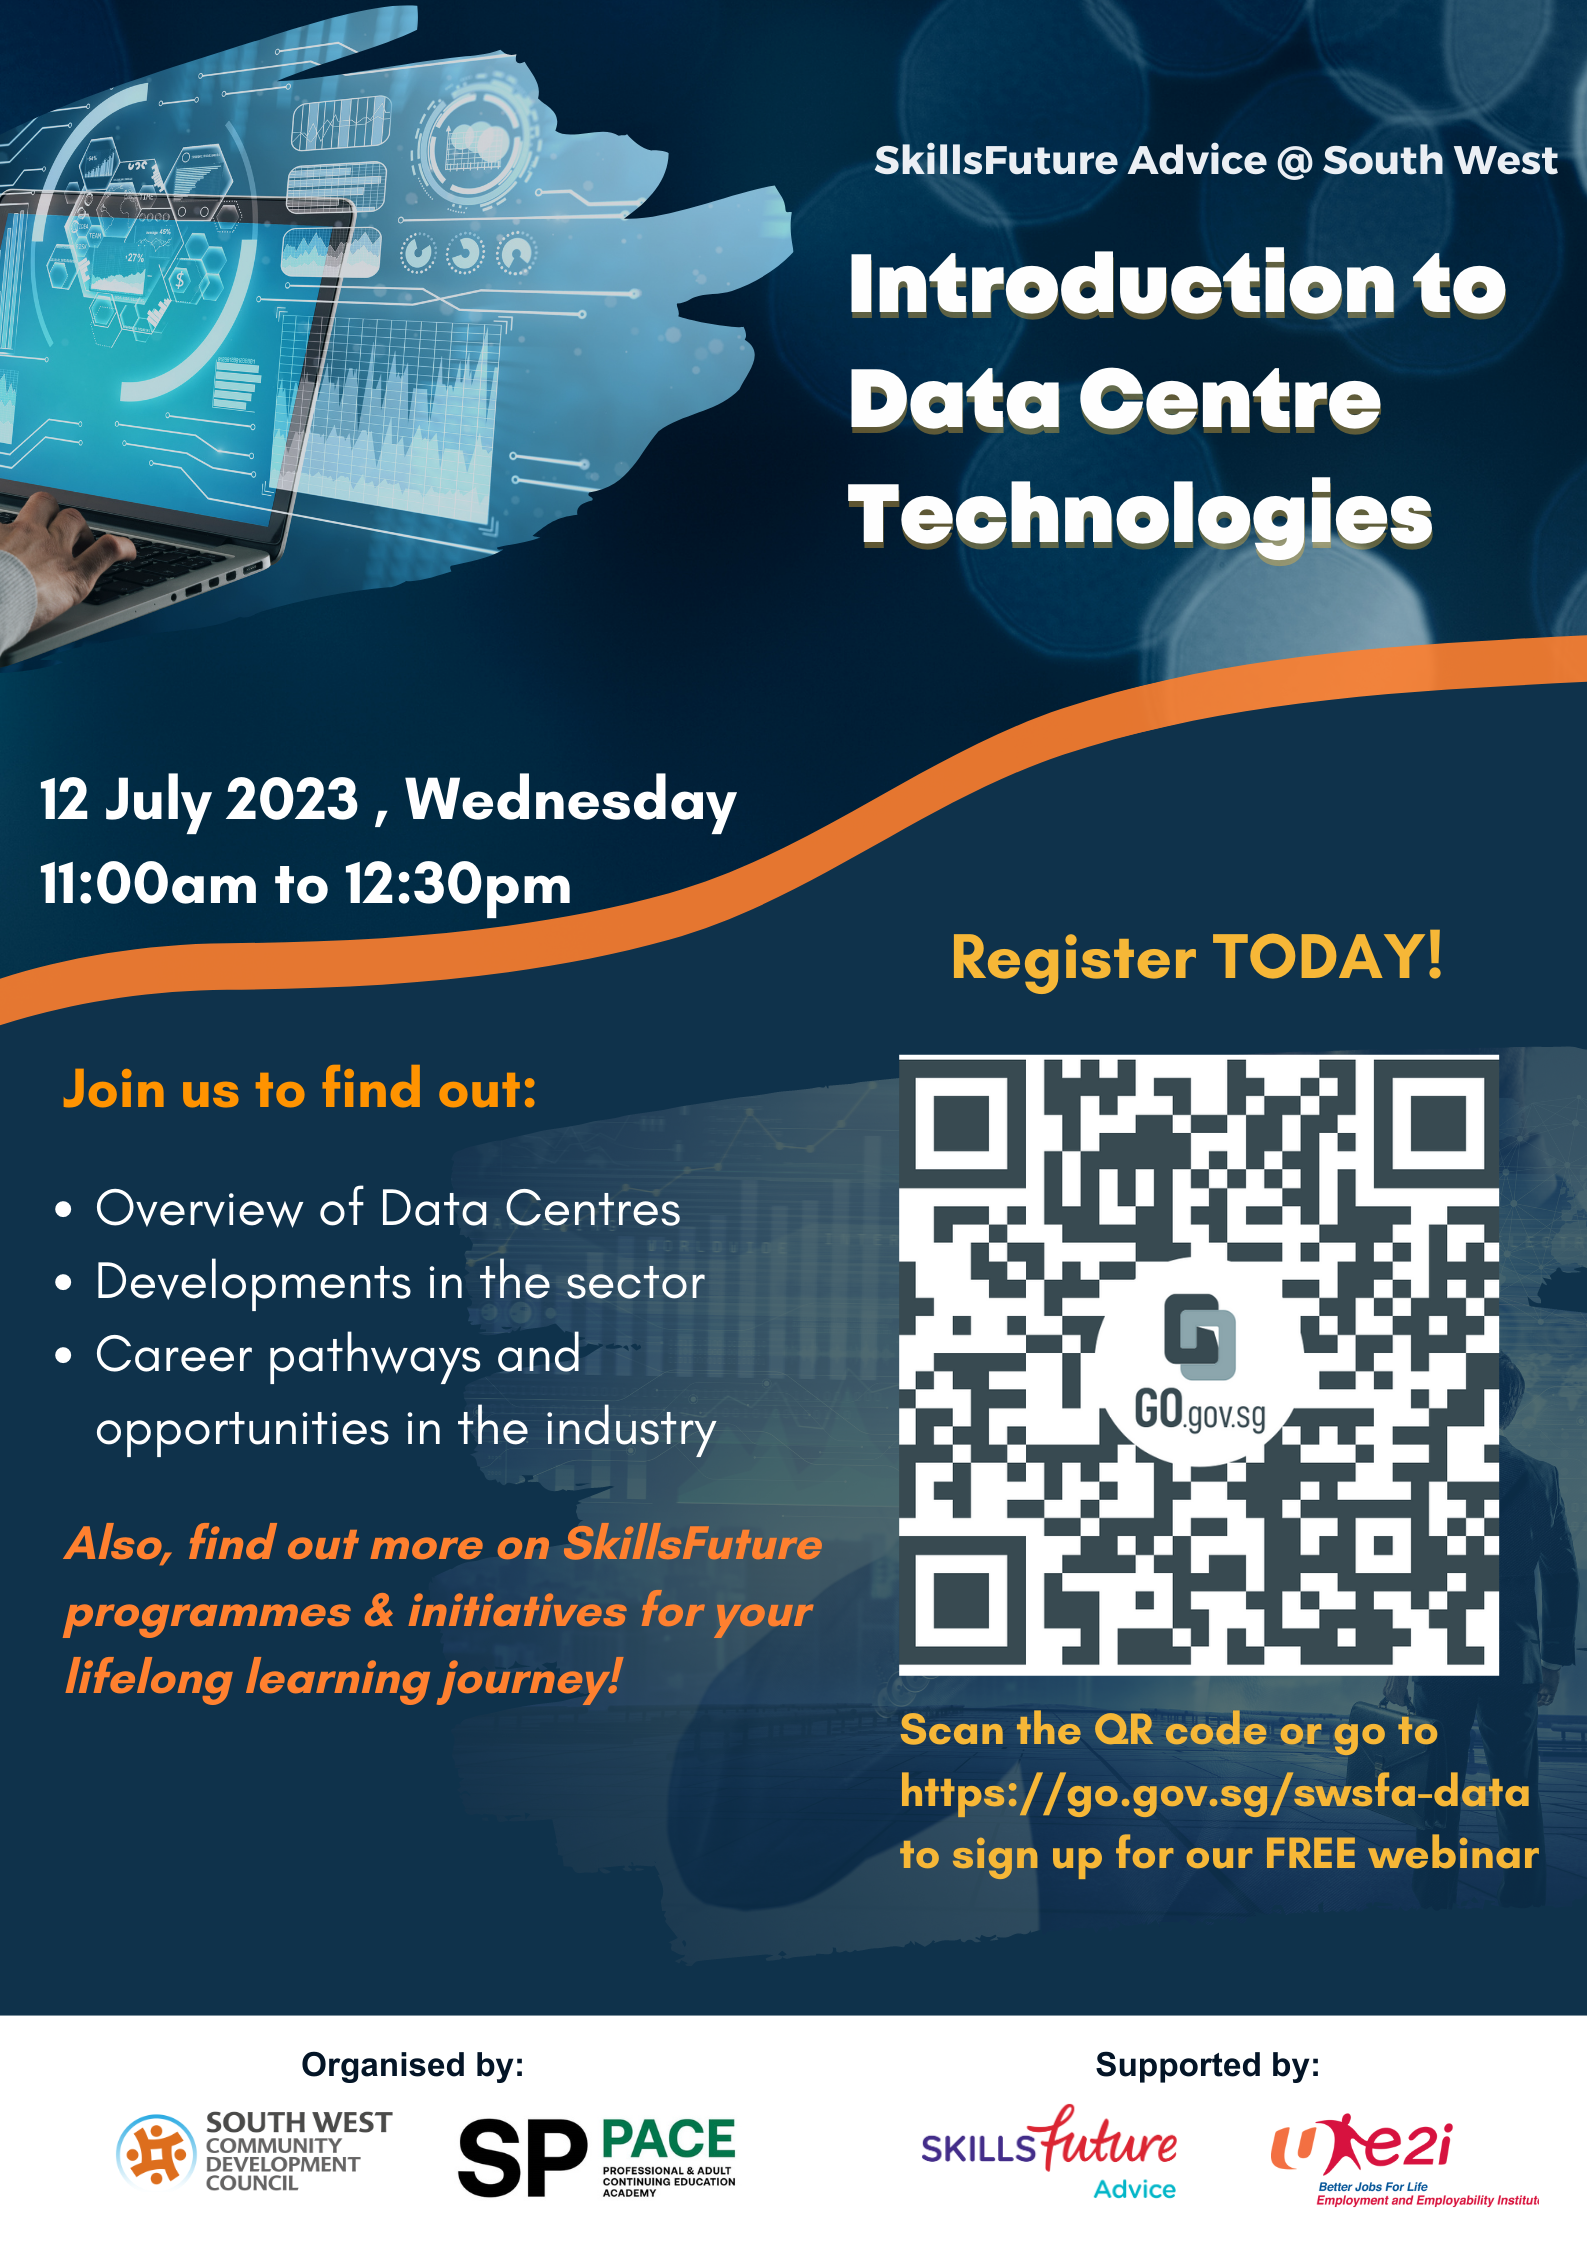 SkillsFuture Advice @ South West
Introduction to
Data Centre
Technologies
12 July 2023 , Wednesday
11:00am to 12:30pm
Register TODAY!
Join us to find out:
• Overview of Data Centres
• Developments in the sector
• Career pathways and
opportunities in the industry
Also, find out more on SkillsFuture
programmes & initiatives for your
lifelong learning journey!
GO.gov.sg
Scan the QR code or go to
https://go.gov.sg/swsfa-data
to sign up for our FREE webinar
Organised by:
SOUTH WEST
COMMUNITY
DEVELOPMENT
COUNCIL
SP PACE
PROFESSIONAL & ADULT
CONTINUING EDUCATION
ACADEMY
Supported by:
SKILLSfuture
Advice
U e2i
Better Jobs For Life
Employment and Employability Institut